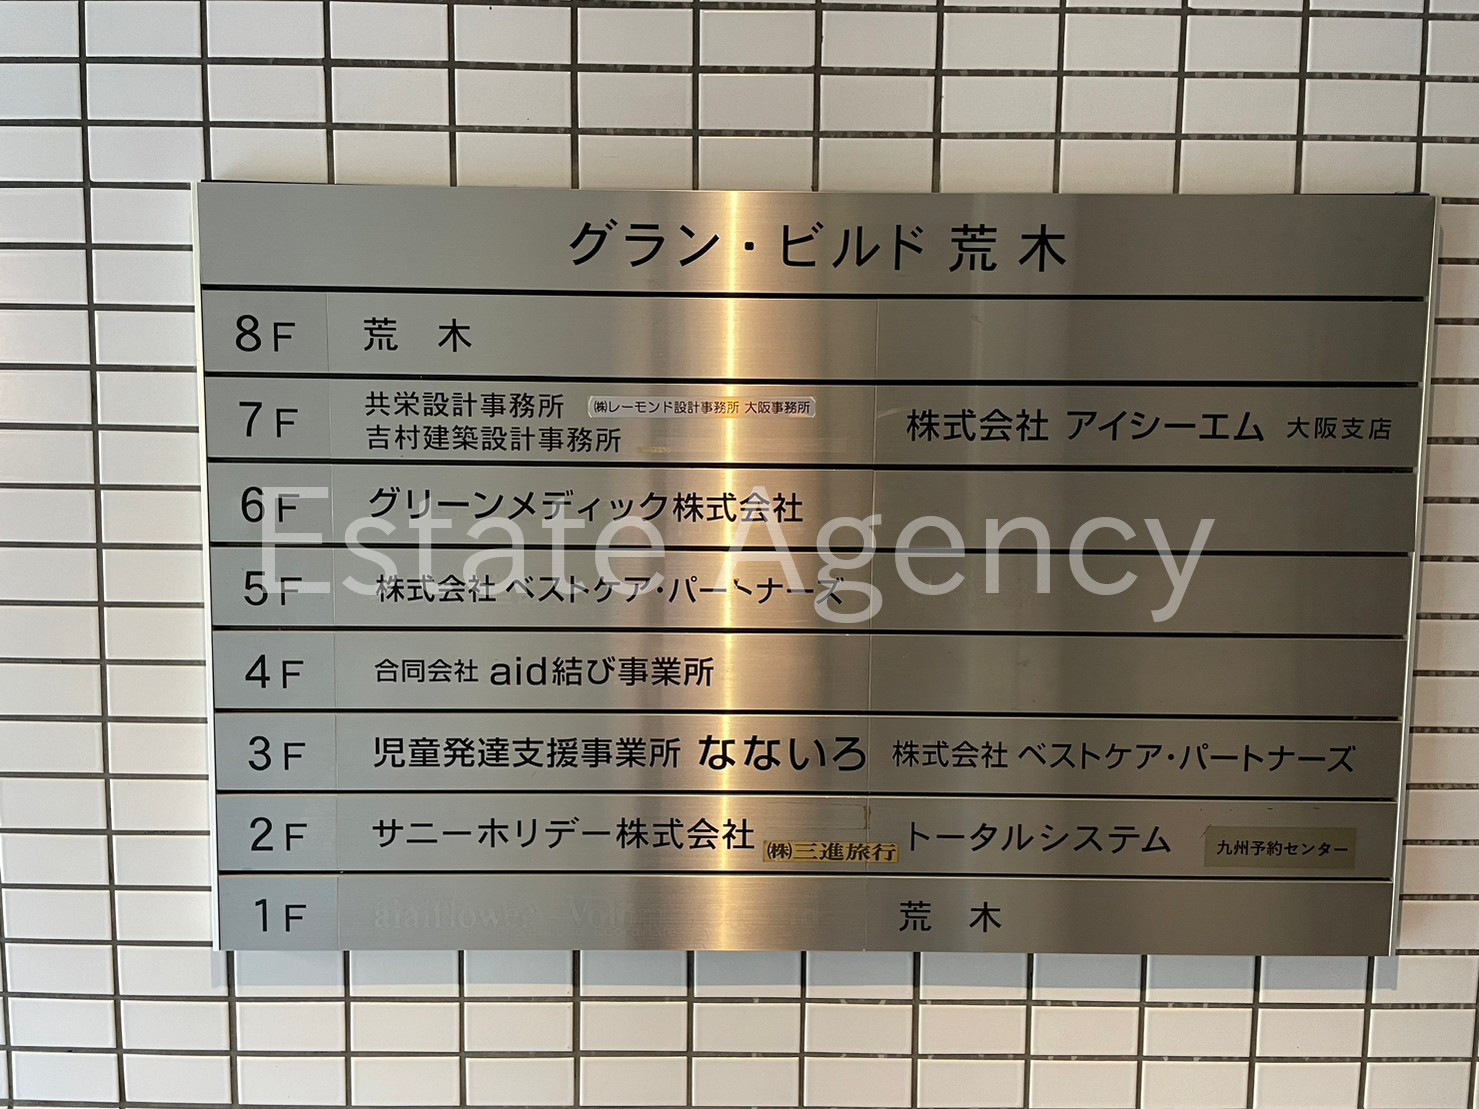 グラン・ビルド 荒木
8F 荒 木
7F 共栄設計事務所 ㈱レーモンド設計事務所 大阪事務所
吉村建築設計事務所
株式会社 アイシーエム 大阪支店
6F グリーンメディック株式会社
Estate Agency
5F 株式会社 ベストケア・パートナーズ
4F 合同会社 aid結び事業所
3F 児童発達支援事業所 なないろ 株式会社 ベストケア・パートナーズ
2F サニーホリデー株式会社 ㈱三進旅行 トータルシステム 九州予約センター
1F 荒 木